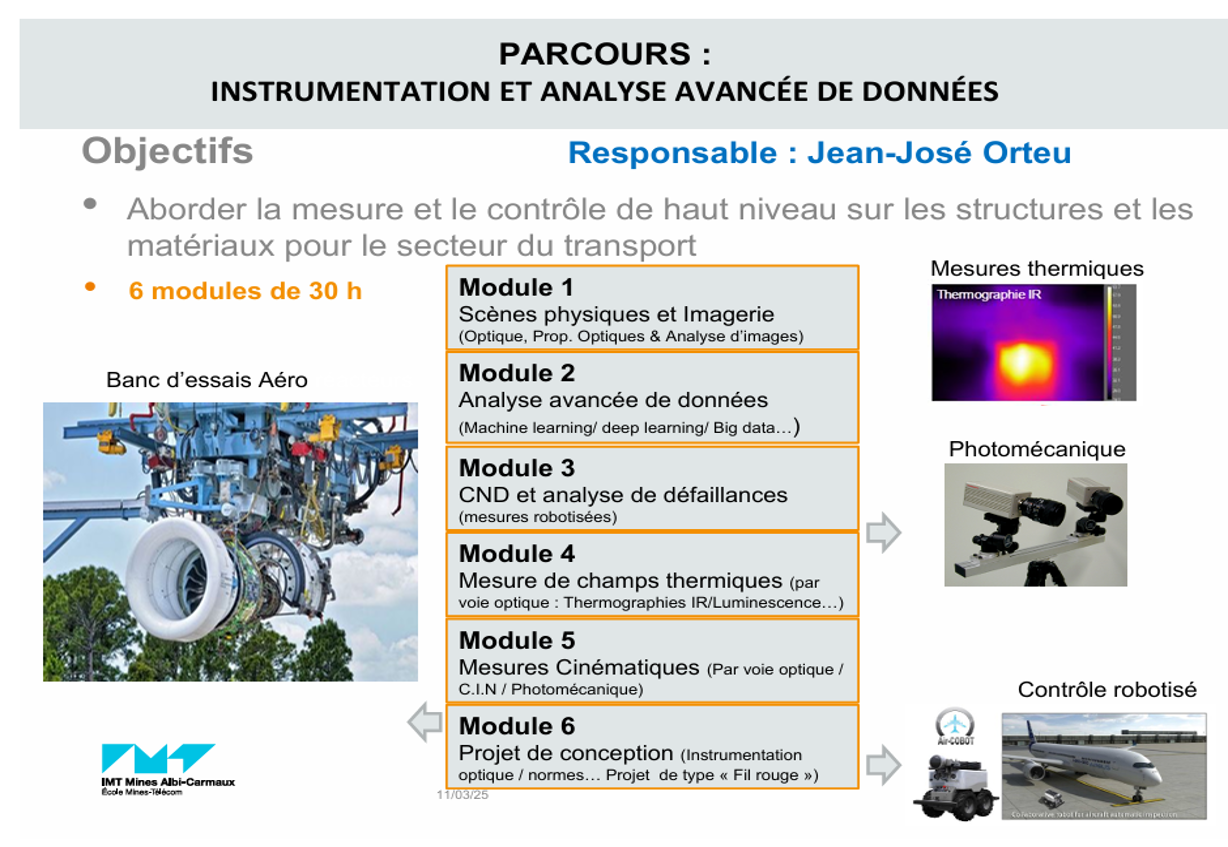 PARCOURS :
INSTRUMENTATION ET ANALYSE AVANCÉE DE DONNÉES
Objectifs
Responsable : Jean-José Orteu
• Aborder la mesure et le contrôle de haut niveau sur les structures et les
matériaux pour le secteur du transport
• 6 modules de 30 h
Banc d'essais Aéro
Module 1
Scènes physiques et Imagerie
(Optique, Prop. Optiques & Analyse d'images)
Module 2
Analyse avancée de données
(Machine learning/ deep learning/ Big data…)
Module 3
CND et analyse de défaillances
(mesures robotisées)
Module 4
Mesure de champs thermiques (par
voie optique : Thermographies IR/Luminescence…)
Module 5
Mesures Cinématiques (Par voie optique /
C.I.N / Photomécanique)
Module 6
Projet de conception (Instrumentation
optique / normes… Projet de type « Fil rouge »)
Mesures thermiques
Thermographie IR
Photomécanique
Contrôle robotisé
Air-COBOT
Collaborative robot for aircraft automatic inspection
IMT Mines Albi-Carmaux
École Mines-Télécom
11/03/25